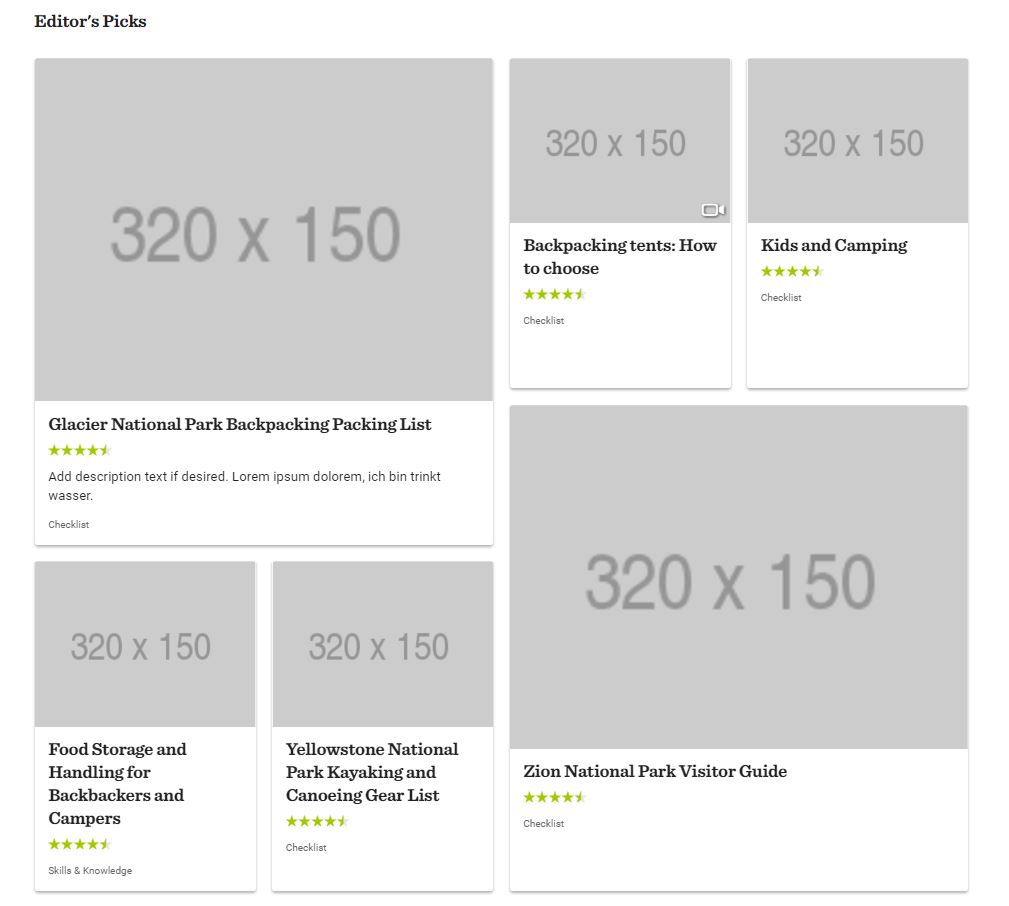 Editor's Picks
320 x 150
Glacier National Park Backpacking Packing List
Add description text if desired. Lorem ipsum dolorem, ich bin trinkt
wasser.
Checklist
320 x 150
Backpacking tents: How
to choose
Checklist
320 x 150
Kids and Camping
Checklist
320 x 150
Food Storage and
Handling for
Backbackers and
Campers
Skills & Knowledge
320 x 150
Yellowstone National
Park Kayaking and
Canoeing Gear List
Checklist
320 x 150
Zion National Park Visitor Guide
Checklist